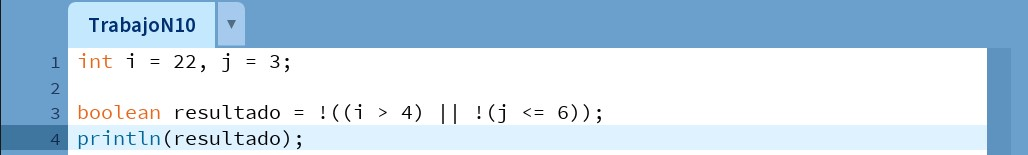 TrabajoN10 ▼
1 int i = 22, j = 3;
2
3 boolean resultado = !((i > 4) || !(j <= 6));
4 println(resultado);